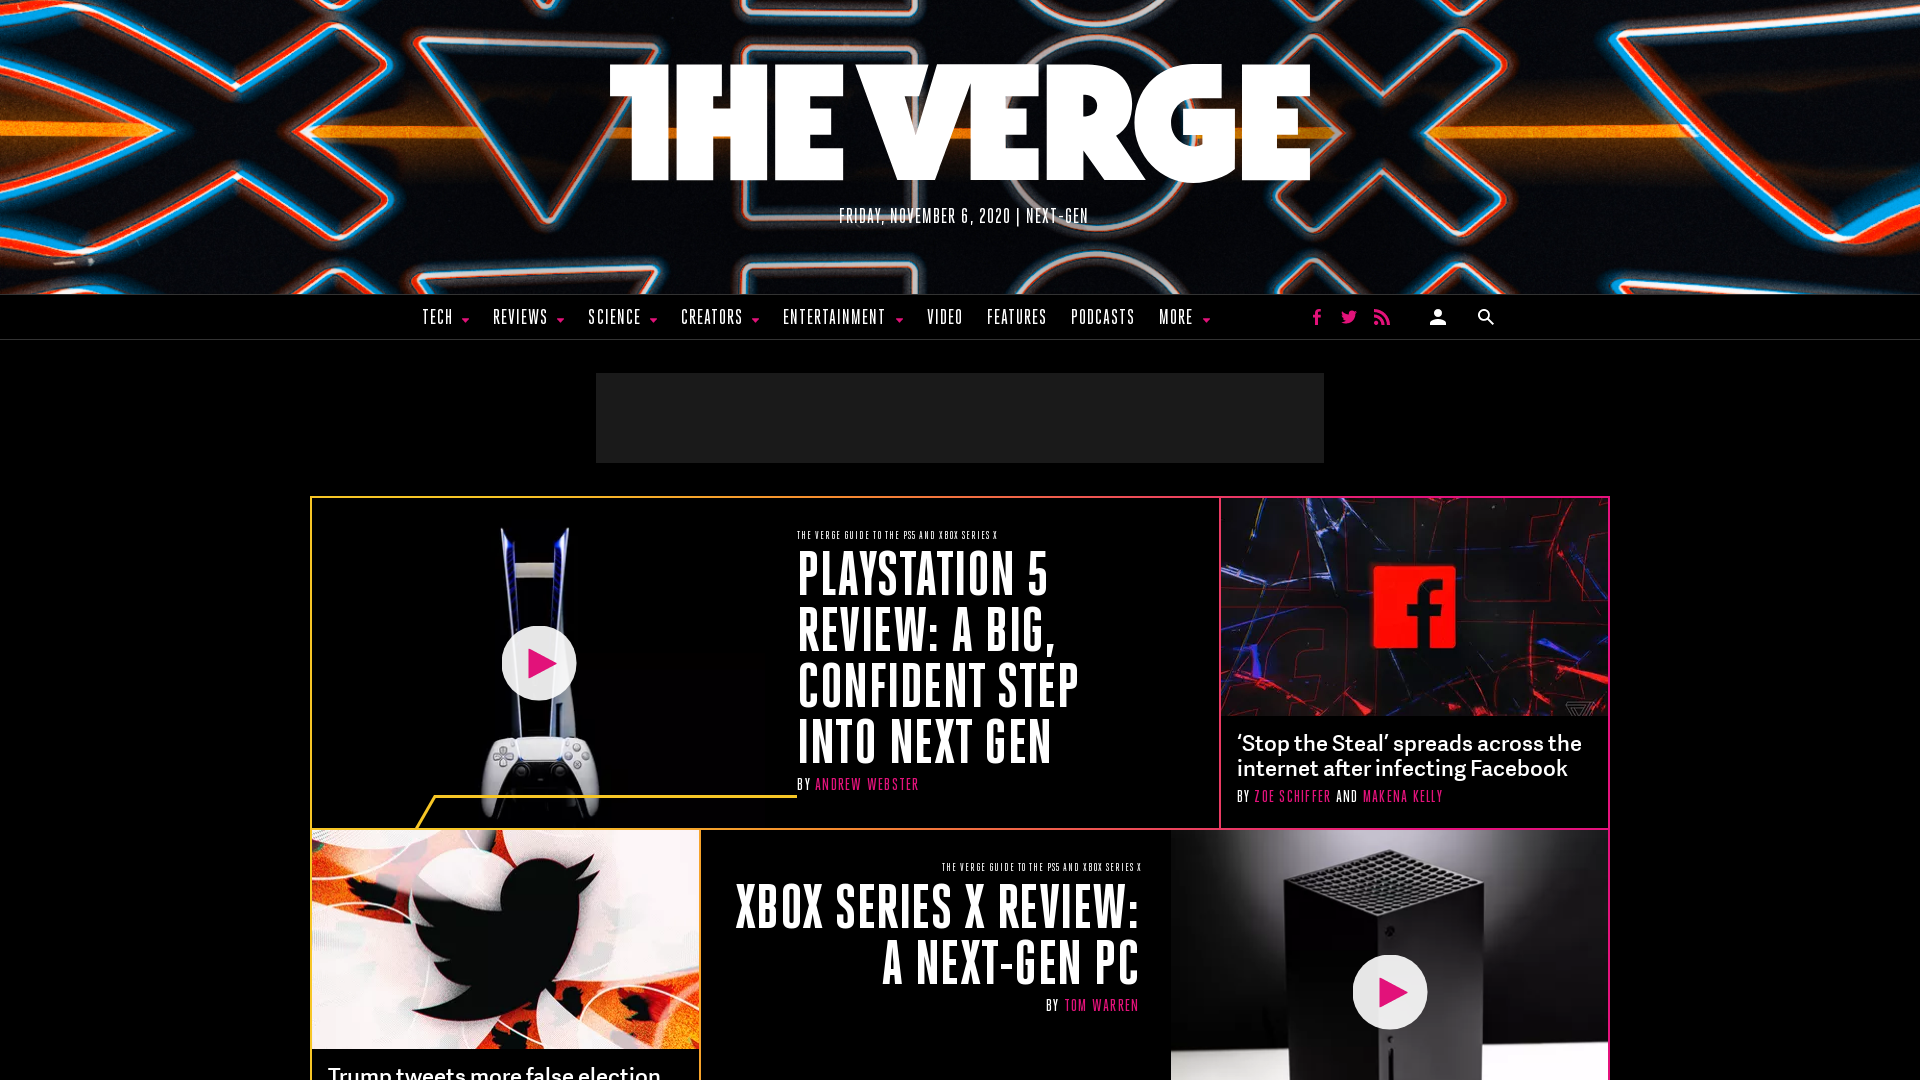 THE VERGE
FRIDAY, NOVEMBER 6, 2020 | NEXT-GEN
TECH REVIEWS SCIENCE CREATORS ENTERTAINMENT VIDEO FEATURES PODCASTS MORE
THE VERGE GUIDE TO THE PS5 AND XBOX SERIES X
PLAYSTATION 5
REVIEW: A BIG,
CONFIDENT STEP
INTO NEXT GEN
BY ANDREW WEBSTER
‘Stop the Steal’ spreads across the
internet after infecting Facebook
BY ZOE SCHIFFER AND MAKENA KELLY
THE VERGE GUIDE TO THE PS5 AND XBOX SERIES X
XBOX SERIES X REVIEW:
A NEXT-GEN PC
BY TOM WARREN
Trump tweets more false election